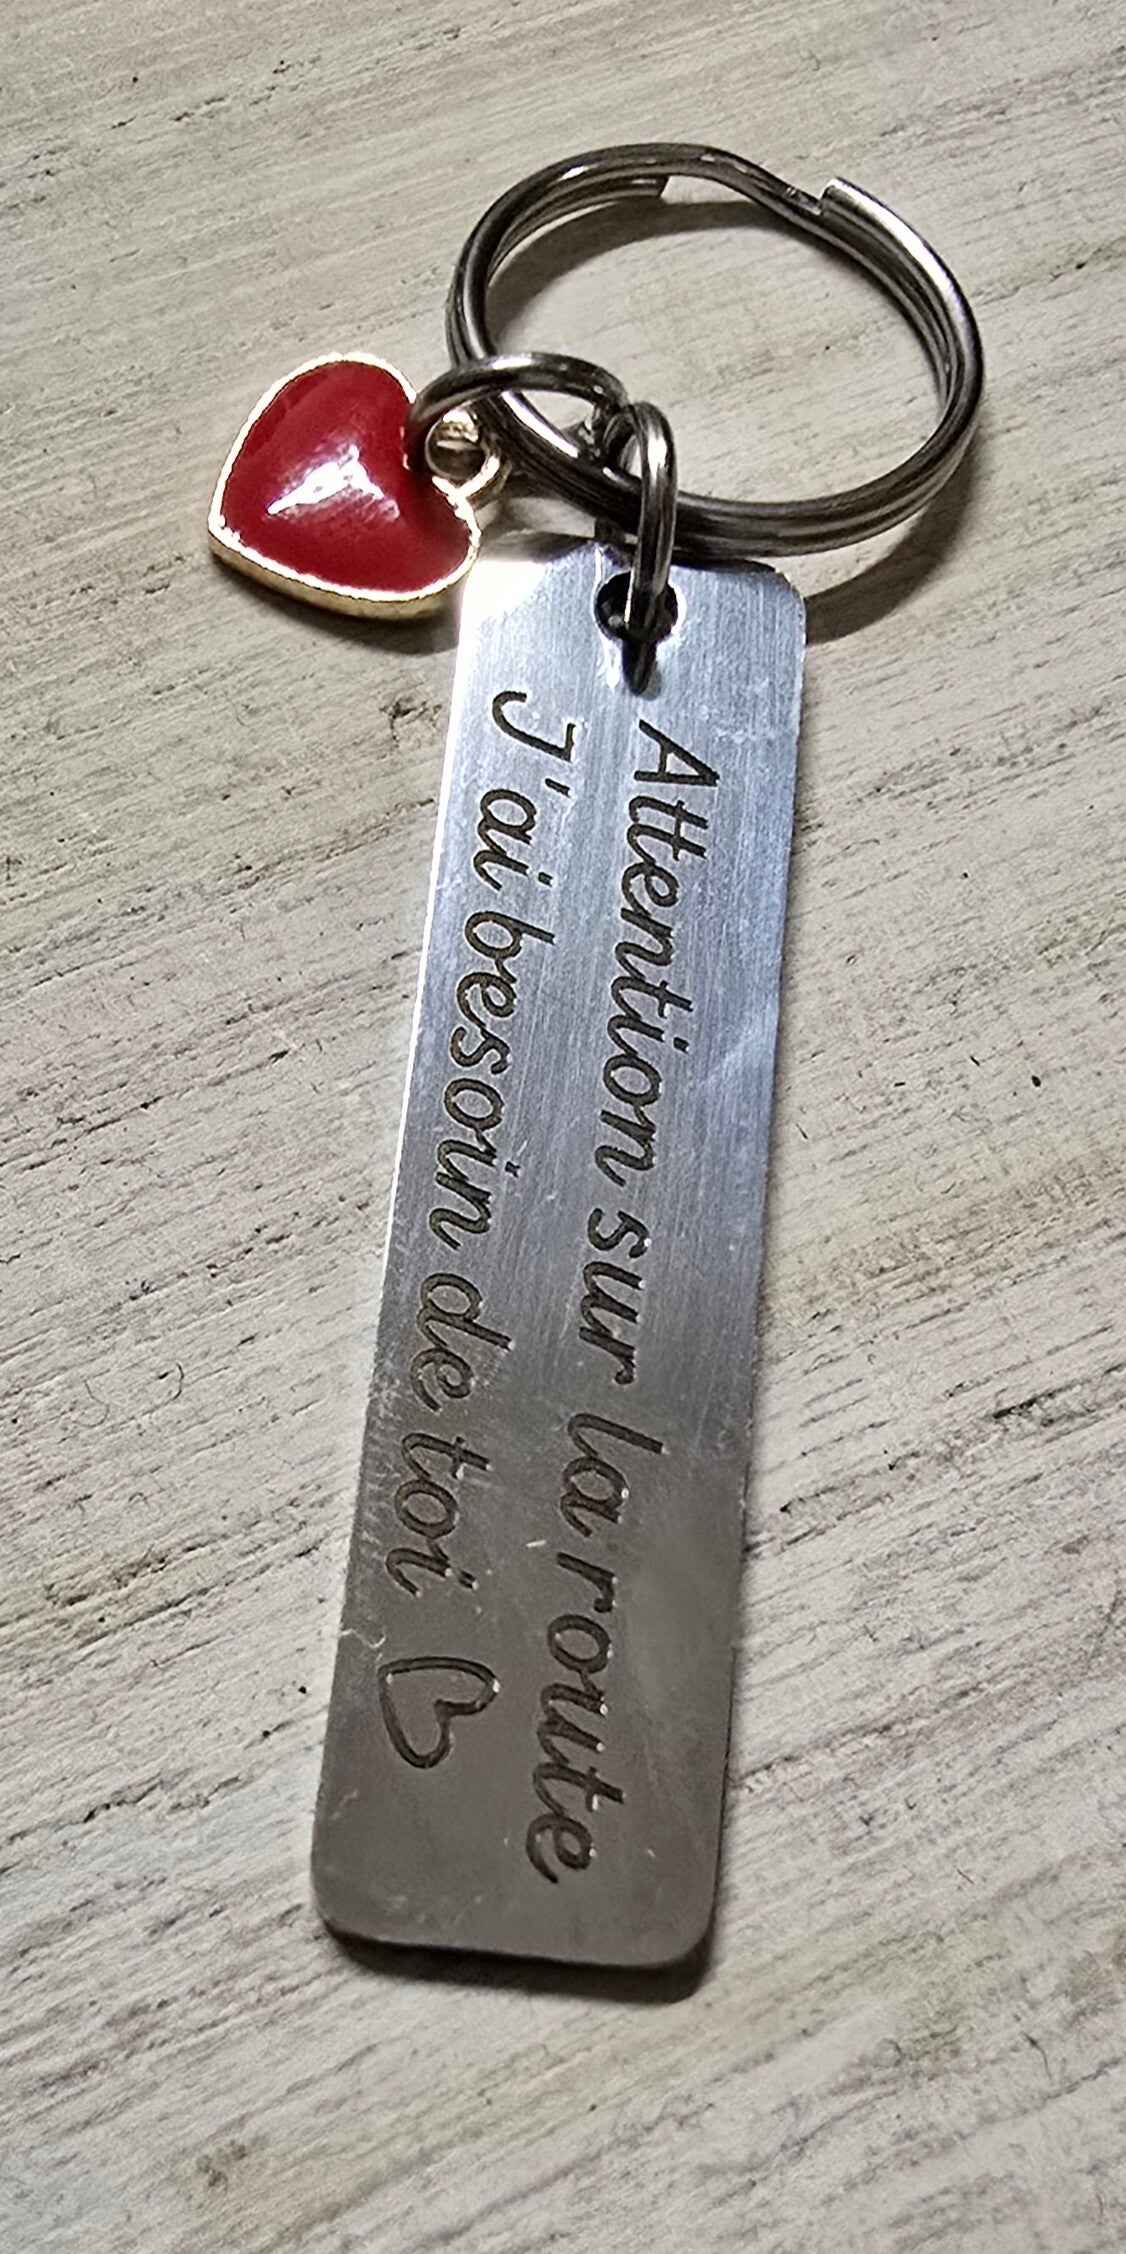 Attention sur la route
J'ai besoin de toi ♡